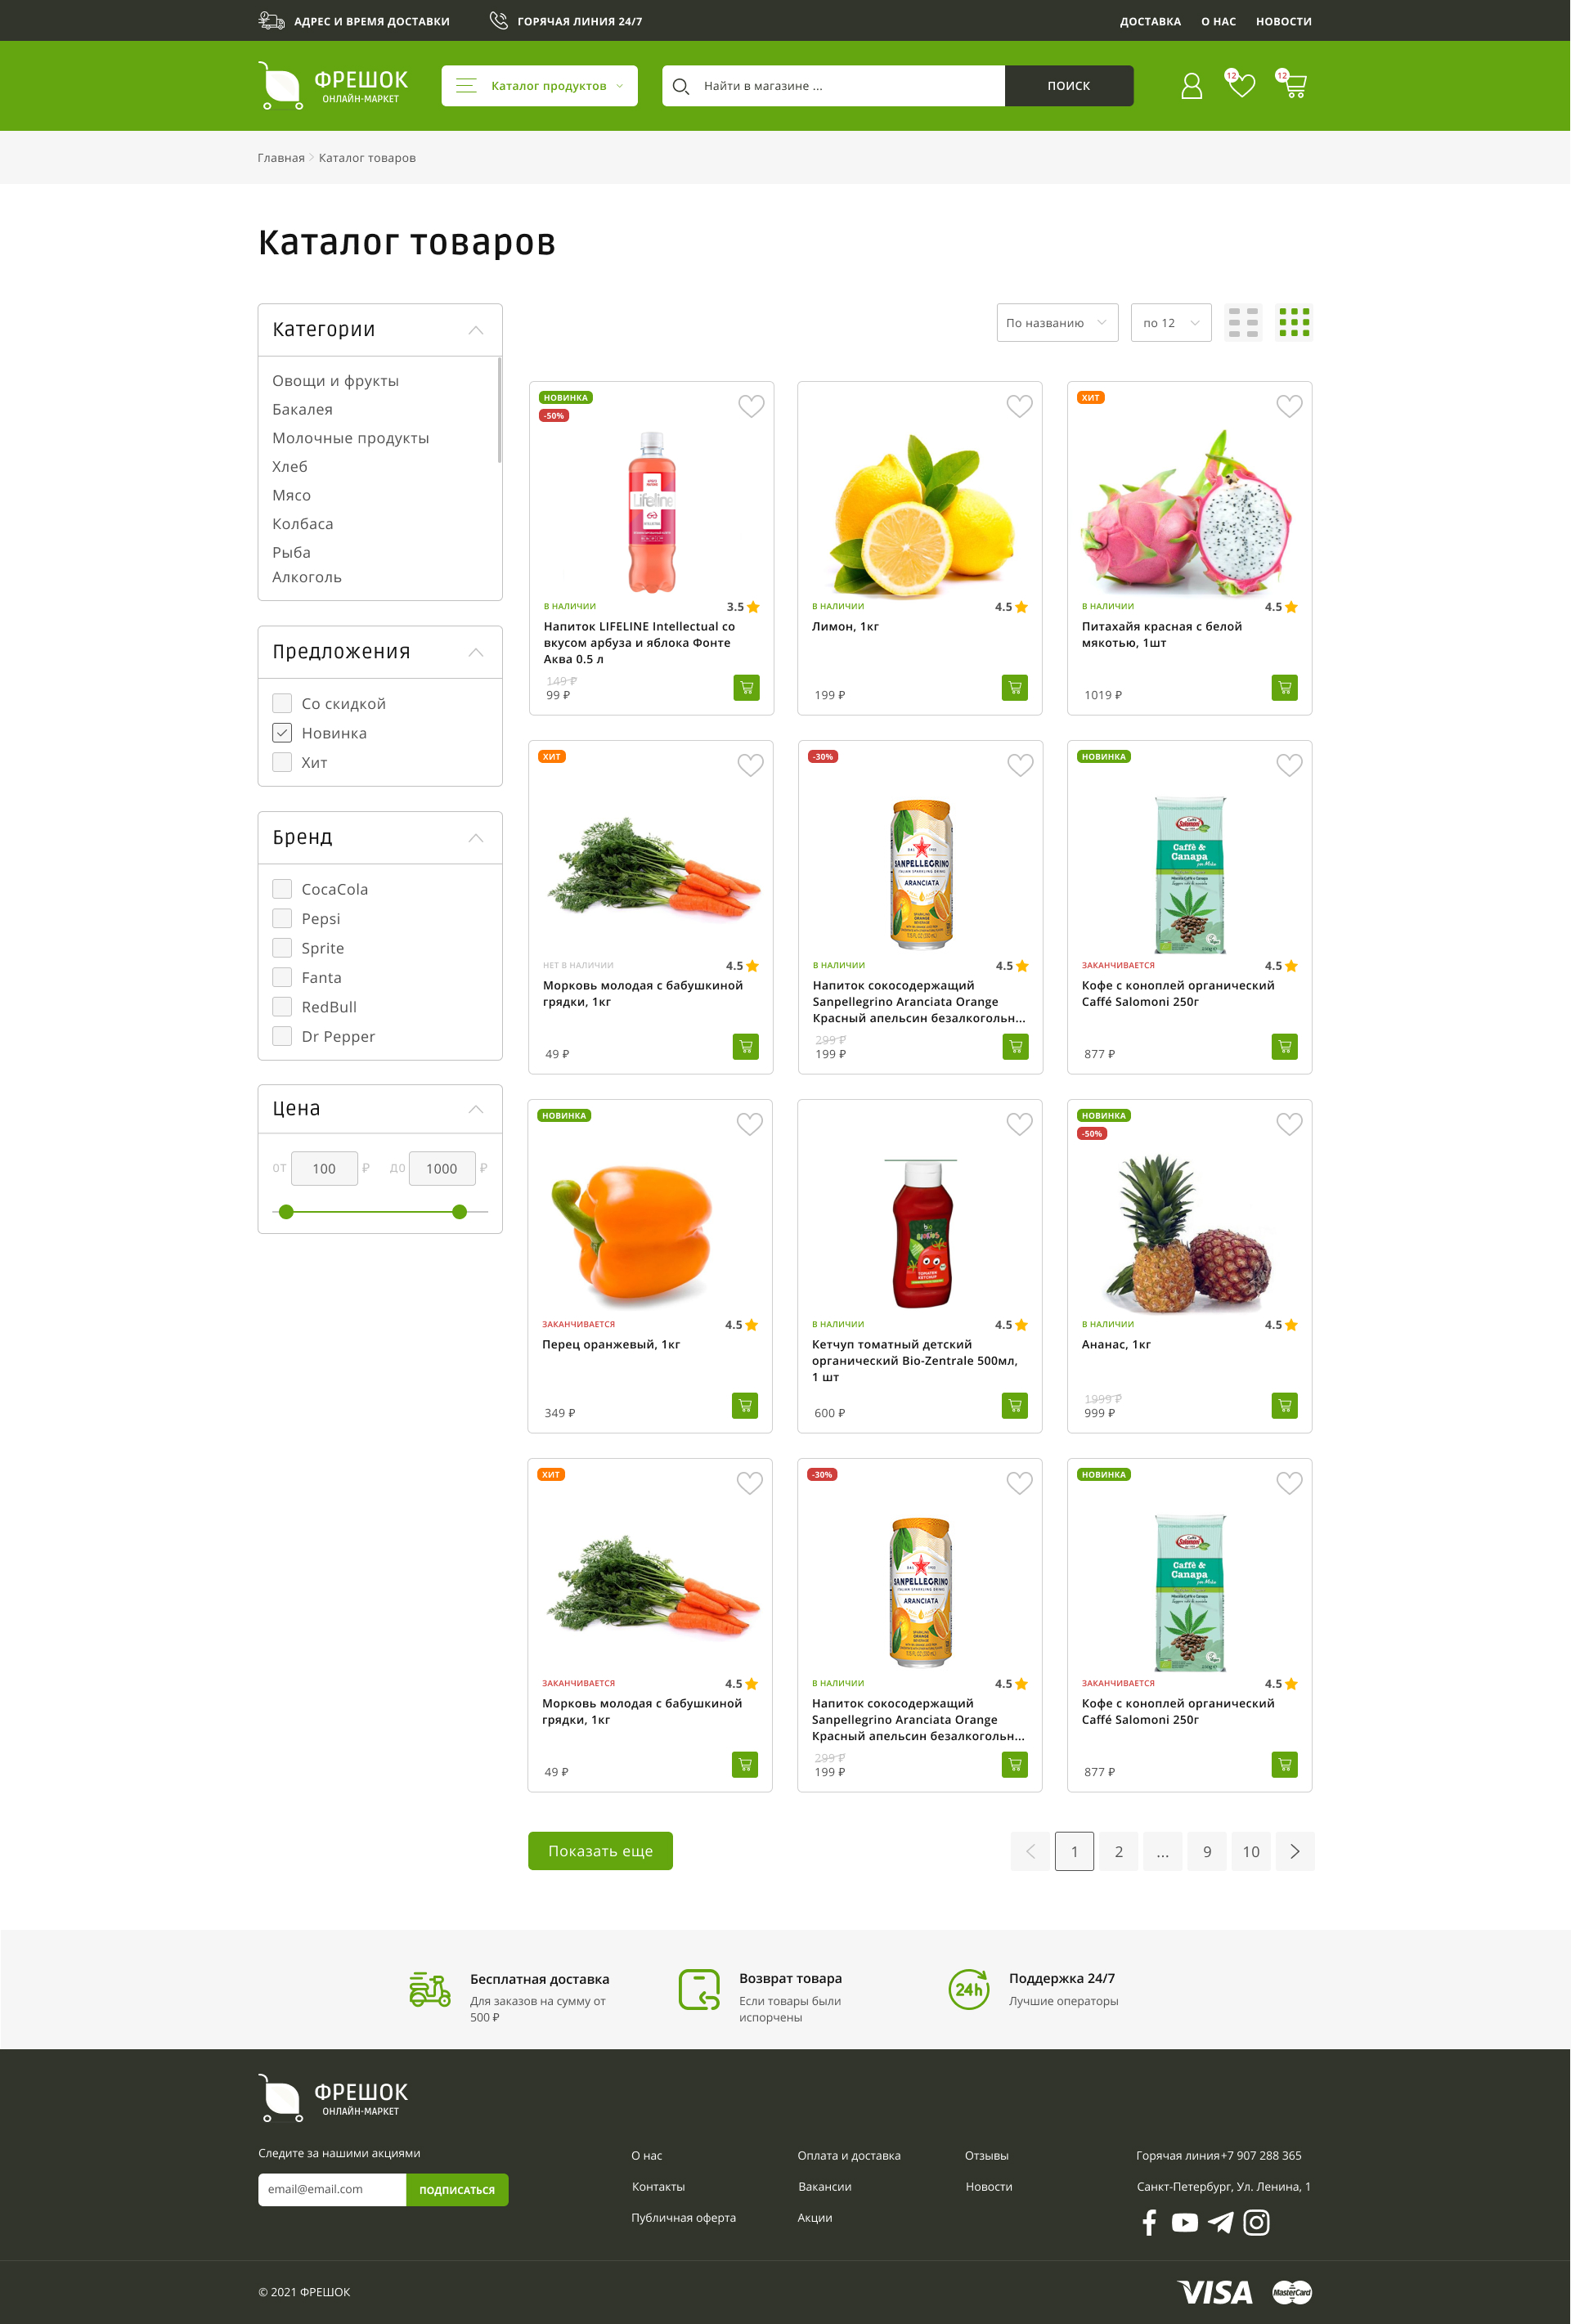 АДРЕС И ВРЕМЯ ДОСТАВКИ
ГОРЯЧАЯ ЛИНИЯ 24/7
ДОСТАВКА
О НАС
НОВОСТИ
ФРЕШОК
ОНЛАЙН-МАРКЕТ
Каталог продуктов
Найти в магазине ...
ПОИСК
12
12
Главная
Каталог товаров
Каталог товаров
Категории
Овощи и фрукты
Бакалея
Молочные продукты
Хлеб
Мясо
Колбаса
Рыба
Алкоголь
Предложения
Со скидкой
Новинка
Хит
Бренд
CocaCola
Pepsi
Sprite
Fanta
RedBull
Dr Pepper
Цена
от 100 ₽ до 1000 ₽
По названию
по 12
НОВИНКА
-50%
Lifeline
В НАЛИЧИИ
3.5
Напиток LIFELINE Intellectual со
вкусом арбуза и яблока Фонте
Аква 0.5 л
149 ₽
99 ₽
В НАЛИЧИИ
4.5
Лимон, 1кг
199 ₽
ХИТ
В НАЛИЧИИ
4.5
Питахайя красная с белой
мякотью, 1шт
1019 ₽
ХИТ
НЕТ В НАЛИЧИИ
4.5
Морковь молодая с бабушкиной
грядки, 1кг
49 ₽
-30%
SANPELLEGRINO
ARANCIATA
В НАЛИЧИИ
4.5
Напиток сокосодержащий
Sanpellegrino Aranciata Orange
Красный апельсин безалкогольн...
299 ₽
199 ₽
НОВИНКА
Salomoni
Caffè &
Canapa
ЗАКАНЧИВАЕТСЯ
4.5
Кофе с коноплей органический
Caffé Salomoni 250г
877 ₽
НОВИНКА
ЗАКАНЧИВАЕТСЯ
4.5
Перец оранжевый, 1кг
349 ₽
TOMATEN
KETCHUP
В НАЛИЧИИ
4.5
Кетчуп томатный детский
органический Bio-Zentrale 500мл,
1 шт
600 ₽
НОВИНКА
-50%
В НАЛИЧИИ
4.5
Ананас, 1кг
1999 ₽
999 ₽
ХИТ
ЗАКАНЧИВАЕТСЯ
4.5
Морковь молодая с бабушкиной
грядки, 1кг
49 ₽
-30%
SANPELLEGRINO
ARANCIATA
В НАЛИЧИИ
4.5
Напиток сокосодержащий
Sanpellegrino Aranciata Orange
Красный апельсин безалкогольн...
299 ₽
199 ₽
НОВИНКА
Salomoni
Caffè &
Canapa
ЗАКАНЧИВАЕТСЯ
4.5
Кофе с коноплей органический
Caffé Salomoni 250г
877 ₽
Показать еще
1 2 ... 9 10
Бесплатная доставка
Для заказов на сумму от
500 ₽
Возврат товара
Если товары были
испорчены
24h
Поддержка 24/7
Лучшие операторы
ФРЕШОК
ОНЛАЙН-МАРКЕТ
Следите за нашими акциями
email@email.com
ПОДПИСАТЬСЯ
О нас
Контакты
Публичная оферта
Оплата и доставка
Вакансии
Акции
Отзывы
Новости
Горячая линия+7 907 288 365
Санкт-Петербург, Ул. Ленина, 1
© 2021 ФРЕШОК
VISA
MasterCard